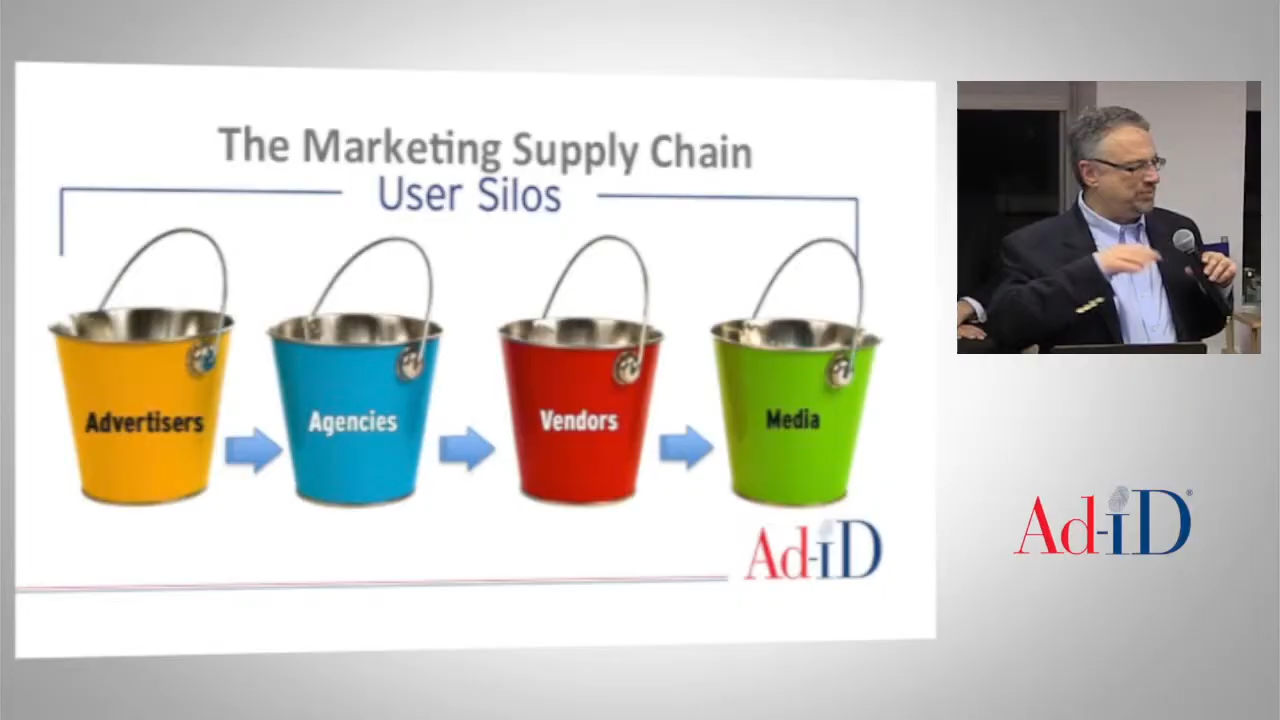 The Marketing Supply Chain
User Silos
Advertisers
Agencies
Vendors
Media
Ad-iD
Ad-iD®